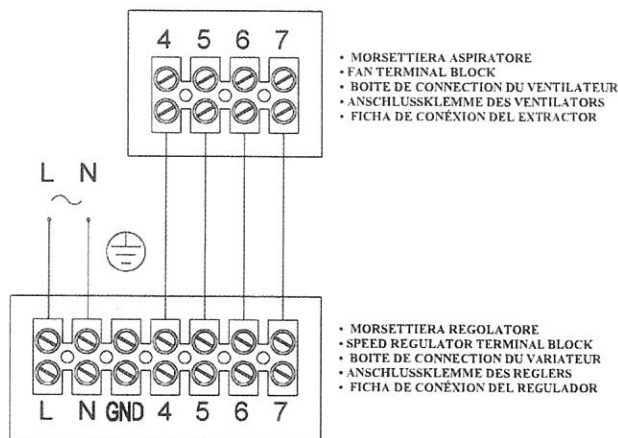 4 5 6 7
• MORSETTIERA ASPIRATORE
• FAN TERMINAL BLOCK
• BOITE DE CONNECTION DU VENTILATEUR
• ANSCHLUSSKLEMME DES VENTILATORS
• FICHA DE CONÉXION DEL EXTRACTOR
L N
• MORSETTIERA REGOLATORE
• SPEED REGULATOR TERMINAL BLOCK
• BOITE DE CONNECTION DU VARIATEUR
• ANSCHLUSSKLEMME DES REGLERS
• FICHA DE CONÉXION DEL REGULADOR
L N GND 4 5 6 7